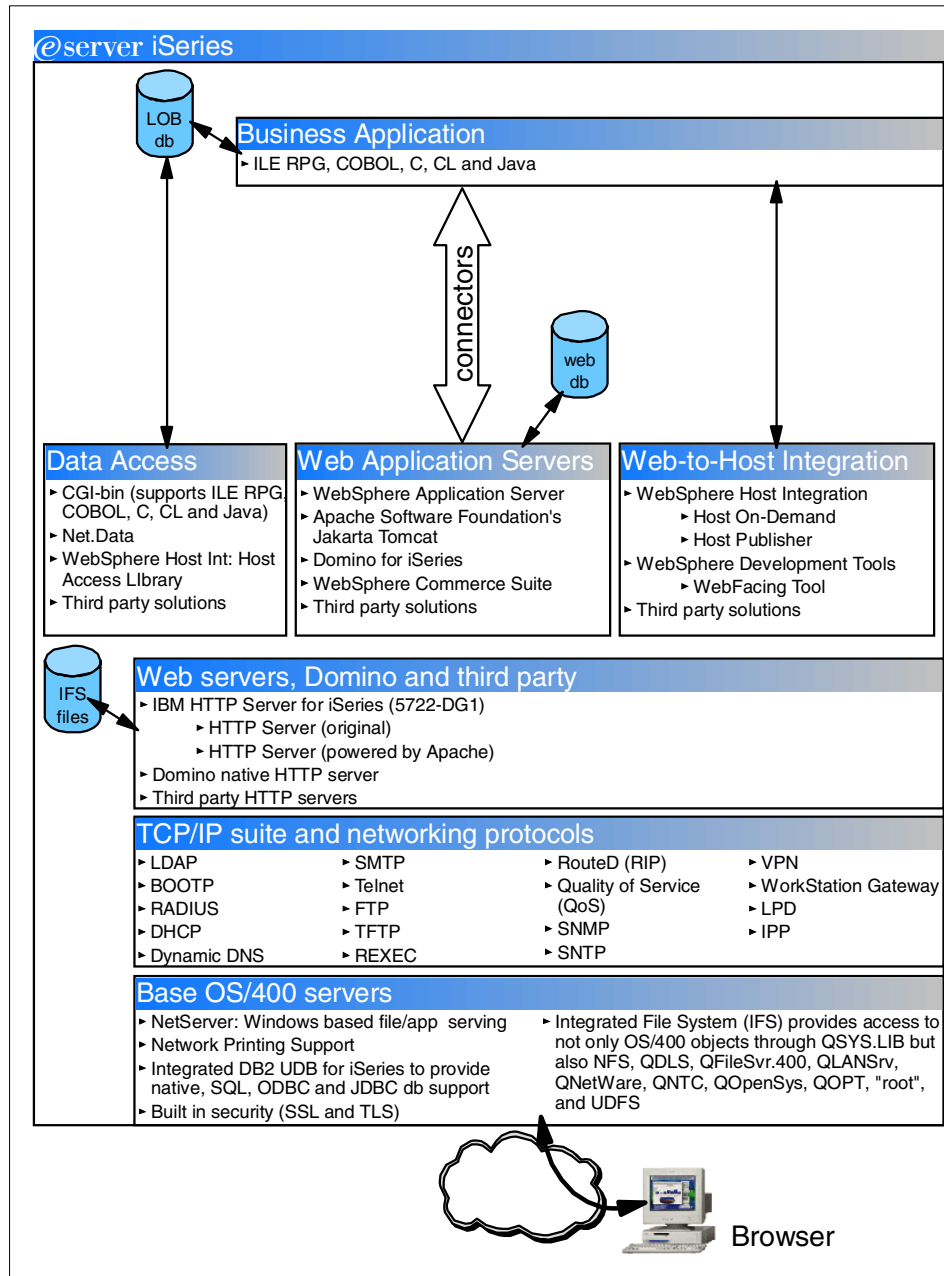 eserver iSeries
LOB
db
Business Application
► ILE RPG, COBOL, C, CL and Java
connectors
web
db
Data Access
► CGI-bin (supports ILE RPG,
COBOL, C, CL and Java)
► Net.Data
► WebSphere Host Int: Host
Access LIbrary
► Third party solutions
Web Application Servers
► WebSphere Application Server
► Apache Software Foundation's
Jakarta Tomcat
► Domino for iSeries
► WebSphere Commerce Suite
► Third party solutions
Web-to-Host Integration
► WebSphere Host Integration
► Host On-Demand
► Host Publisher
► WebSphere Development Tools
► WebFacing Tool
► Third party solutions
IFS
files
Web servers, Domino and third party
► IBM HTTP Server for iSeries (5722-DG1)
► HTTP Server (original)
► HTTP Server (powered by Apache)
► Domino native HTTP server
► Third party HTTP servers
TCP/IP suite and networking protocols
► LDAP
► BOOTP
► RADIUS
► DHCP
► Dynamic DNS
► SMTP
► Telnet
► FTP
► TFTP
► REXEC
► RouteD (RIP)
► Quality of Service
(QoS)
► SNMP
► SNTP
► VPN
► WorkStation Gateway
► LPD
► IPP
Base OS/400 servers
► NetServer: Windows based file/app serving
► Network Printing Support
► Integrated DB2 UDB for iSeries to provide
native, SQL, ODBC and JDBC db support
► Built in security (SSL and TLS)
► Integrated File System (IFS) provides access to
not only OS/400 objects through QSYS.LIB but
also NFS, QDLS, QFileSvr.400, QLANSrv,
QNetWare, QNTC, QOpenSys, QOPT, "root",
and UDFS
Browser